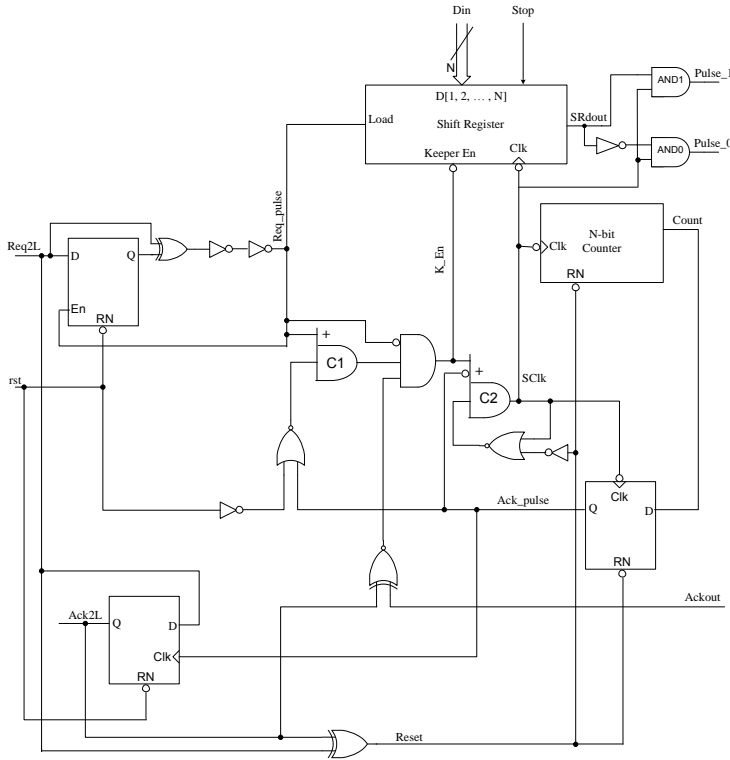 Din
Stop
N
D[1, 2, … , N]
Load
Shift Register
SRdout
AND1
Pulse_1
Keeper En
Clk
AND0
Pulse_0
Req_pulse
K_En
Count
N-bit
Counter
Clk
RN
Req2L
D
Q
En
RN
+
C1
rst
+
C2
SClk
Clk
Q
D
RN
Ack_pulse
Ackout
Ack2L
Q
D
Clk
RN
Reset